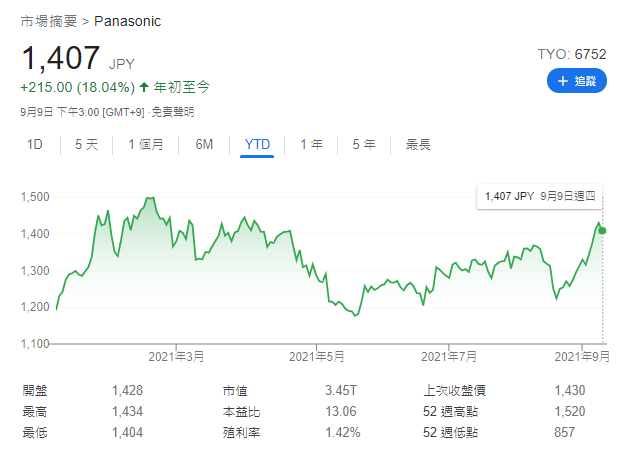 市場摘要 > Panasonic
1,407 JPY
TYO: 6752
+215.00 (18.04%) 年初至今
+ 追蹤
9月9日 下午3:00 [GMT+9] · 免責聲明
1D 5 天 1 個月 6M YTD 1 年 5 年 最長
1,407 JPY 9月9日週四
1,500
1,400
1,300
1,200
1,100
2021年3月 2021年5月 2021年7月 2021年9月
開盤 1,428 市值 3.45T 上次收盤價 1,430
最高 1,434 本益比 13.06 52 週高點 1,520
最低 1,404 殖利率 1.42% 52 週低點 857